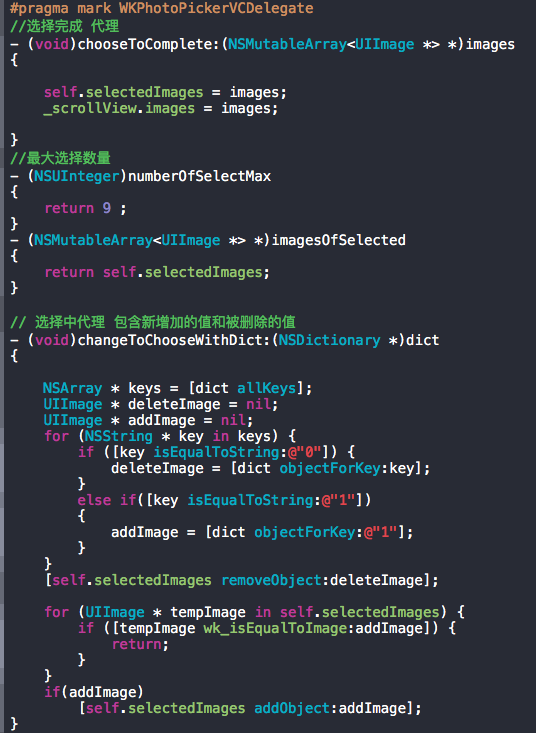 #pragma mark WKPhotoPickerVCDelegate
//选择完成 代理
- (void)chooseToComplete:(NSMutableArray<UIImage *> *)images
{
self.selectedImages = images;
_scrollView.images = images;
}
//最大选择数量
- (NSUInteger)numberOfSelectMax
{
return 9 ;
}
- (NSMutableArray<UIImage *> *)imagesOfSelected
{
return self.selectedImages;
}
// 选择中代理 包含新增加的值和被删除的值
- (void)changeToChooseWithDict:(NSDictionary *)dict
{
NSArray * keys = [dict allKeys];
UIImage * deleteImage = nil;
UIImage * addImage = nil;
for (NSString * key in keys) {
if ([key isEqualToString:@"0"]) {
deleteImage = [dict objectForKey:key];
}
else if([key isEqualToString:@"1"])
{
addImage = [dict objectForKey:@"1"];
}
}
[self.selectedImages removeObject:deleteImage];
for (UIImage * tempImage in self.selectedImages) {
if ([tempImage wk_isEqualToImage:addImage]) {
return;
}
}
if(addImage)
[self.selectedImages addObject:addImage];
}